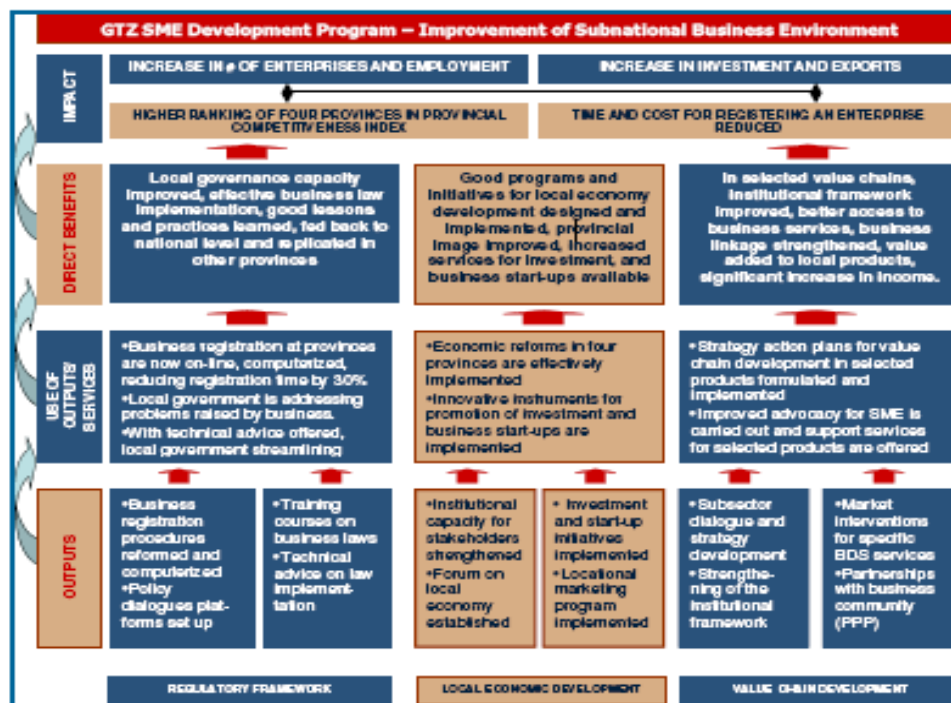 GTZ SME Development Program – Improvement of Subnational Business Environment
IMPACT
INCREASE IN # OF ENTERPRISES AND EMPLOYMENT
INCREASE IN INVESTMENT AND EXPORTS
HIGHER RANKING OF FOUR PROVINCES IN PROVINCIAL
COMPETITIVENESS INDEX
TIME AND COST FOR REGISTERING AN ENTERPRISE
REDUCED
DIRECT BENEFITS
Local governance capacity
improved, effective business law
implementation, good lessons
and practices learned, fed back to
national level and replicated in
other provinces
Good programs and
initiatives for local economy
development designed and
implemented, provincial
image improved, increased
services for investment, and
business start-ups available
In selected value chains,
institutional framework
improved, better access to
business services, business
linkage strengthened, value
added to local products,
significant increase in income.
USE OF
OUTPUTS/
SERVICES
•Business registration at provinces
are now on-line, computerized,
reducing registration time by 30%
•Local government is addressing
problems raised by business.
•With technical advice offered,
local government streamlining
•Economic reforms in four
provinces are effectively
implemented
•Innovative instruments for
promotion of investment and
business start-ups are
implemented
•Strategy action plans for value
chain development in selected
products formulated and
implemented
•Improved advocacy for SME is
carried out and support services
for selected products are offered
OUTPUTS
•Business
registration
procedures
reformed and
computerized
•Policy
dialogues plat-
forms set up
•Training
courses on
business laws
•Technical
advice on law
implemen-
tation
•Institutional
capacity for
stakeholders
strengthened
•Forum on
local
economy
established
• Investment
and start-up
initiatives
implemented
•Locational
marketing
program
implemented
•Subsector
dialogue and
strategy
development
•Strengthe-
ning of the
institutional
framework
•Market
interventions
for specific
BDS services
•Partnerships
with business
community
(PPP)
REGULATORY FRAMEWORK
LOCAL ECONOMIC DEVELOPMENT
VALUE CHAIN DEVELOPMENT